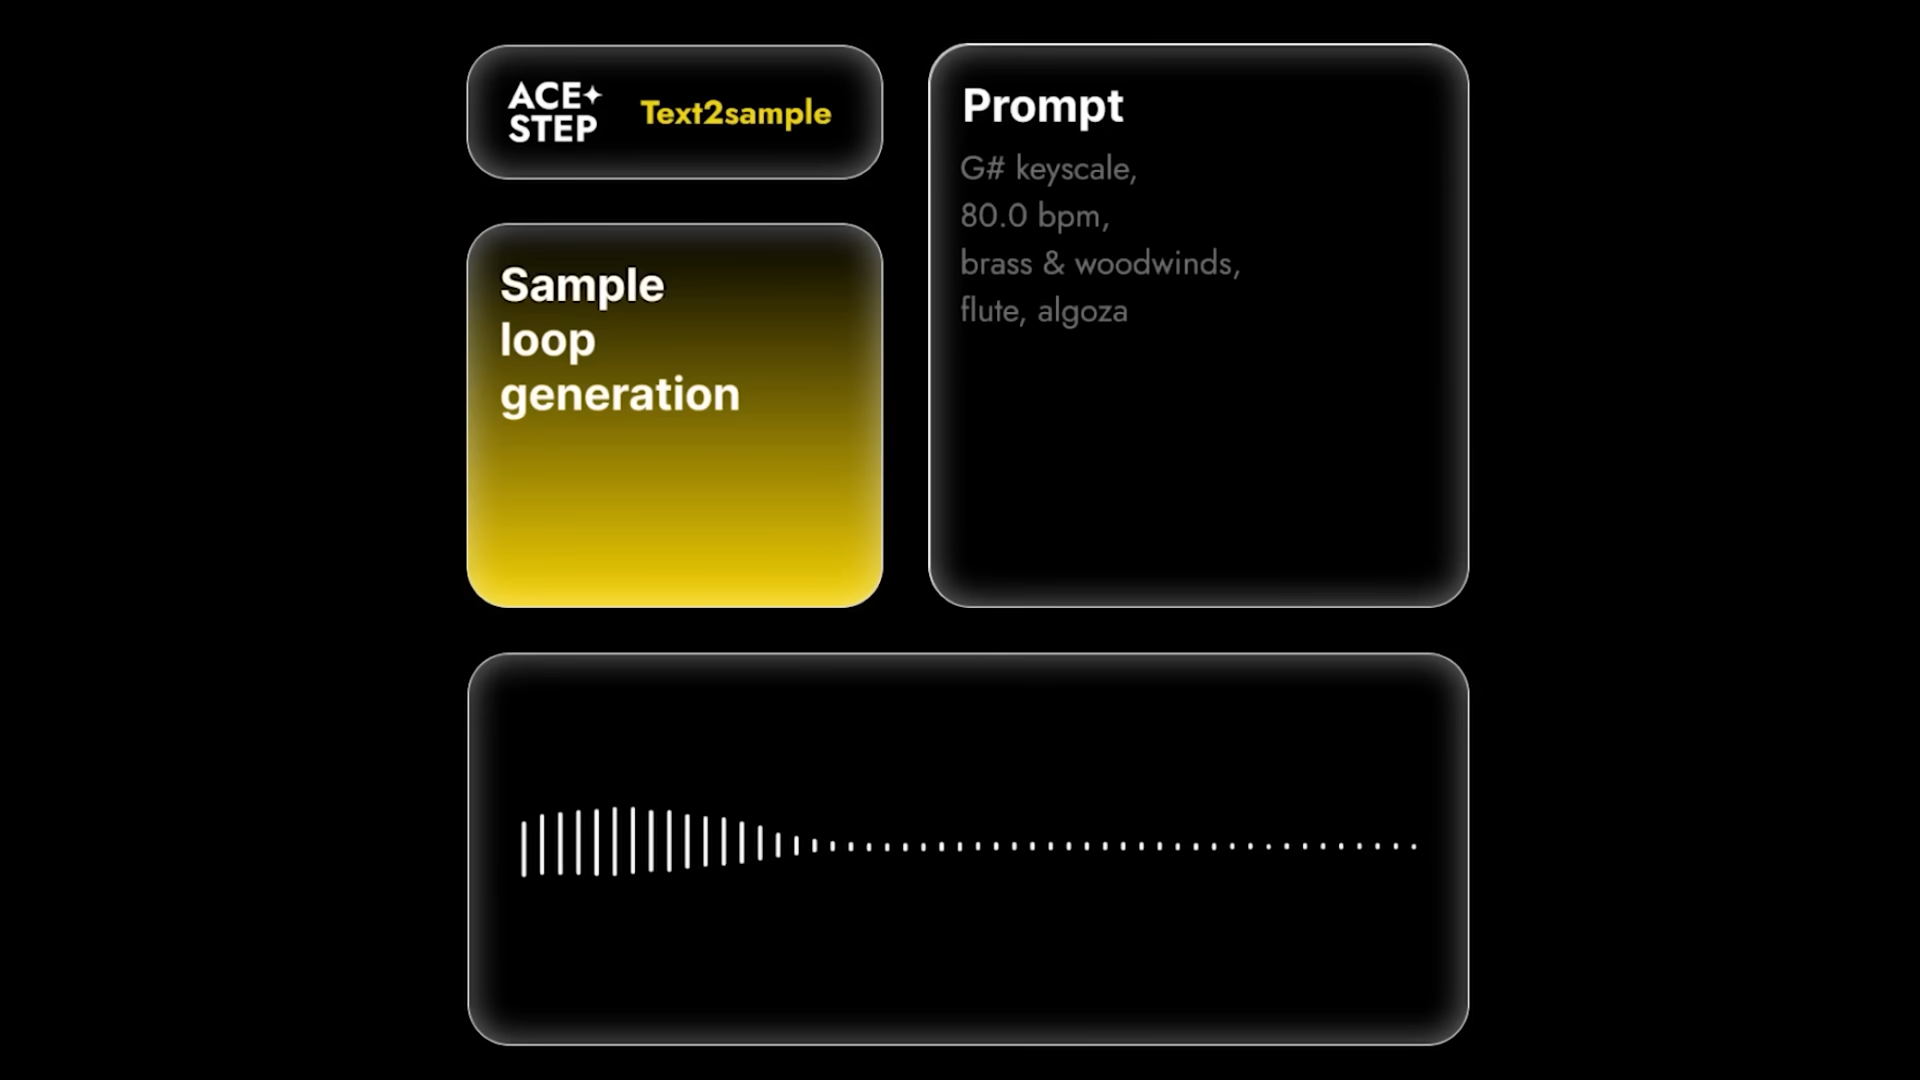 ACE
STEP
Text2sample
Sample
loop
generation
Prompt
G# keyscale,
80.0 bpm,
brass & woodwinds,
flute, algoza